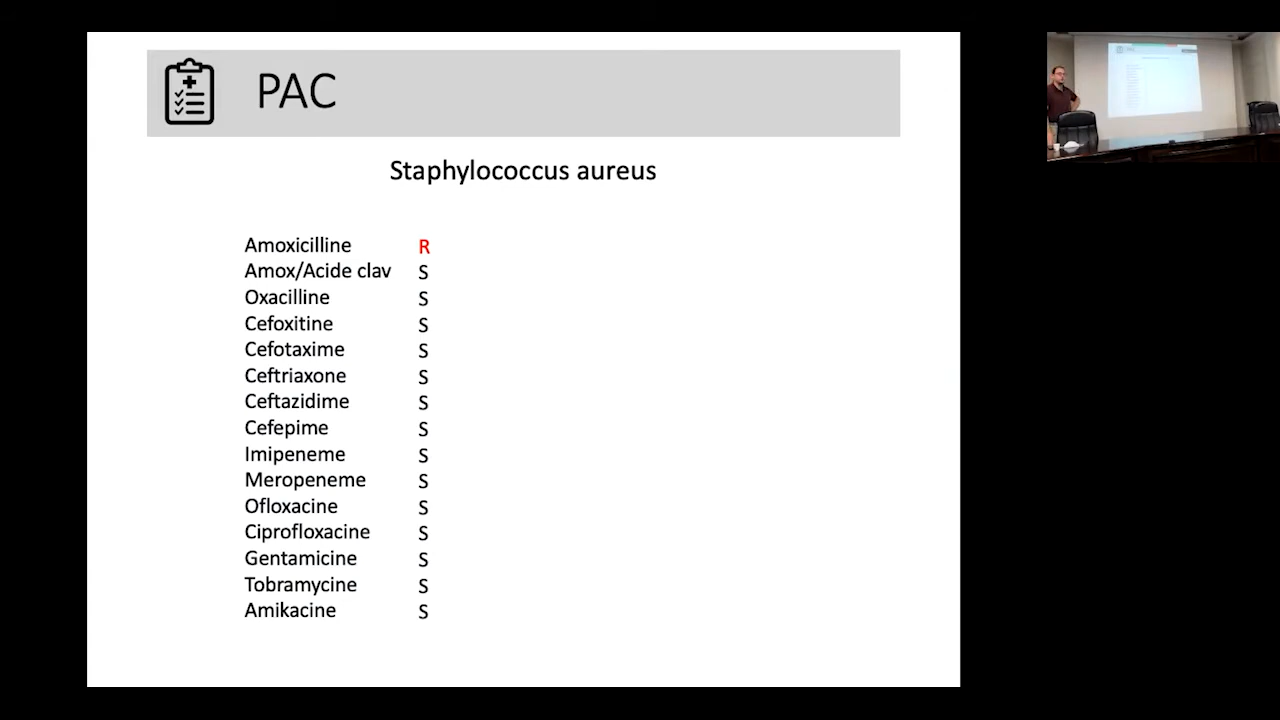 PAC
Staphylococcus aureus
Amoxicilline R
Amox/Acide clav S
Oxacilline S
Cefoxitine S
Cefotaxime S
Ceftriaxone S
Ceftazidime S
Cefepime S
Imipeneme S
Meropeneme S
Ofloxacine S
Ciprofloxacine S
Gentamicine S
Tobramycine S
Amikacine S